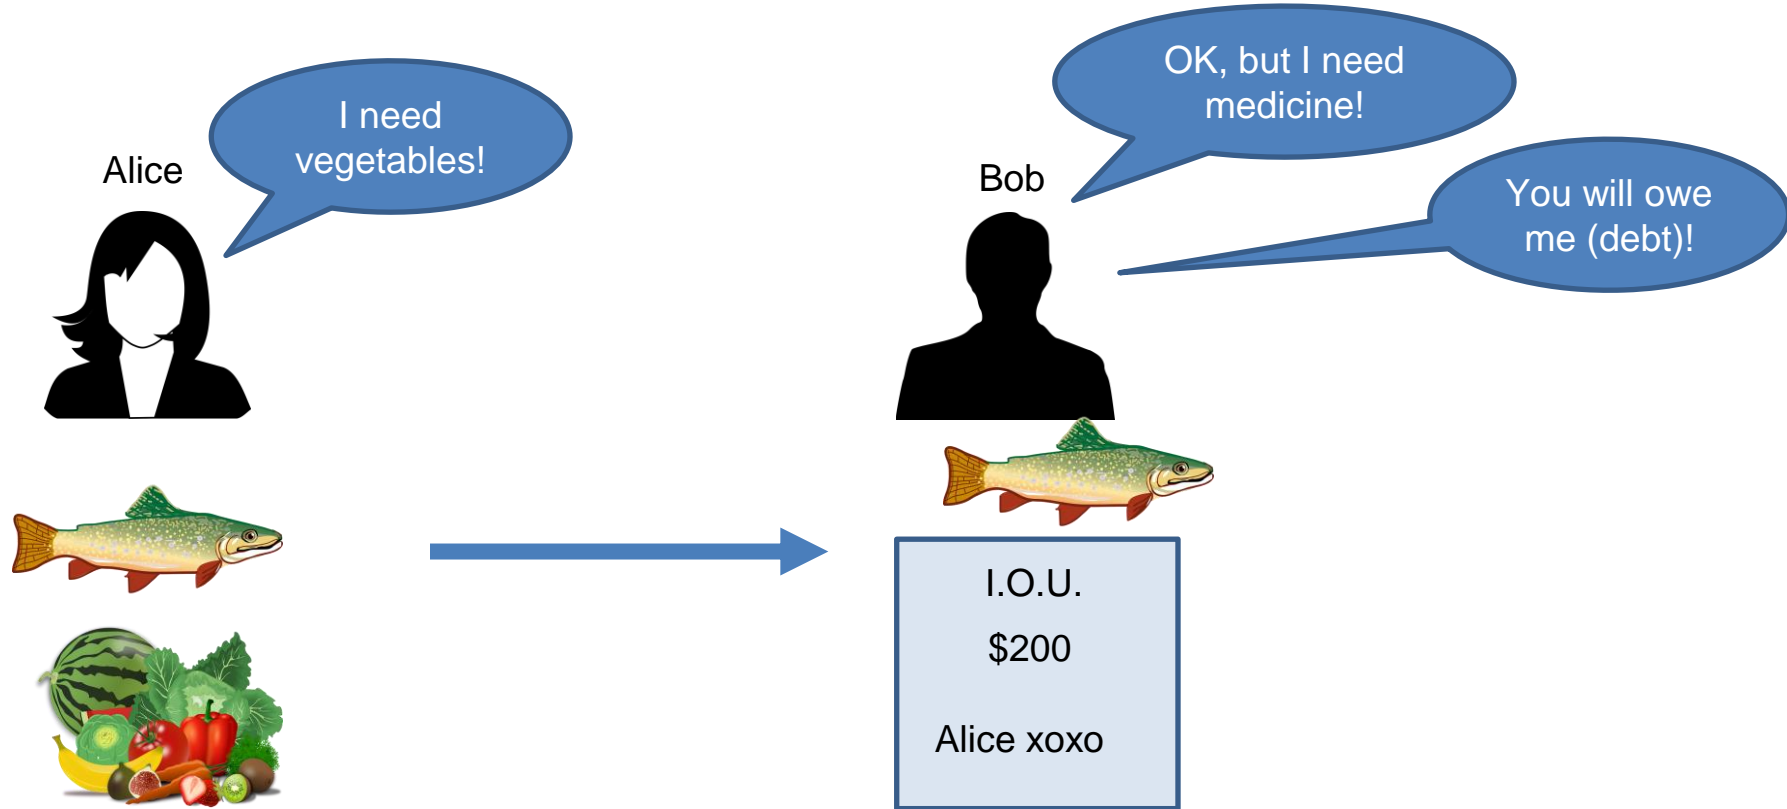 I need
vegetables!
Alice
OK, but I need
medicine!
Bob
You will owe
me (debt)!
I.O.U.
$200
Alice xoxo